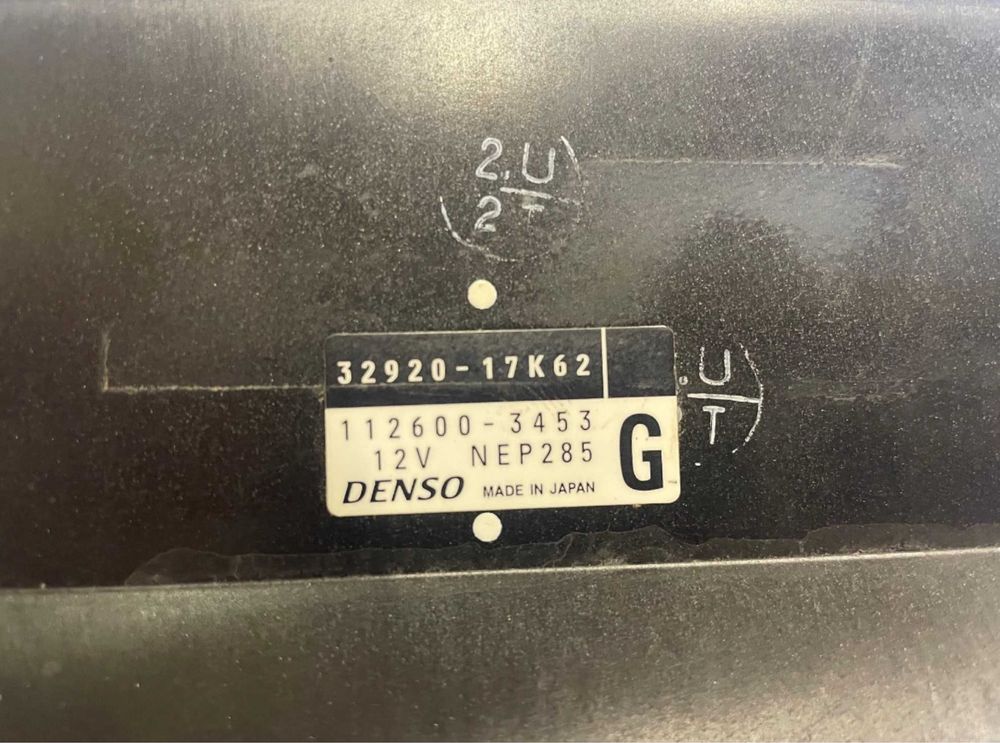 2.U
2 T
32920-17K62
112600-3453
12V NEP285
G
DENSO MADE IN JAPAN
.U
T